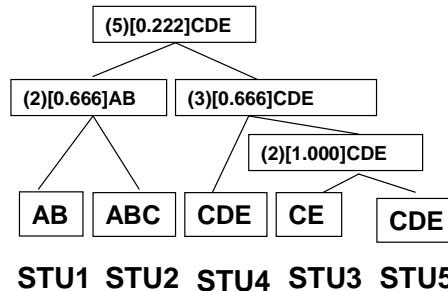 (5)[0.222]CDE
(2)[0.666]AB (3)[0.666]CDE
(2)[1.000]CDE
AB ABC CDE CE CDE
STU1 STU2 STU4 STU3 STU5